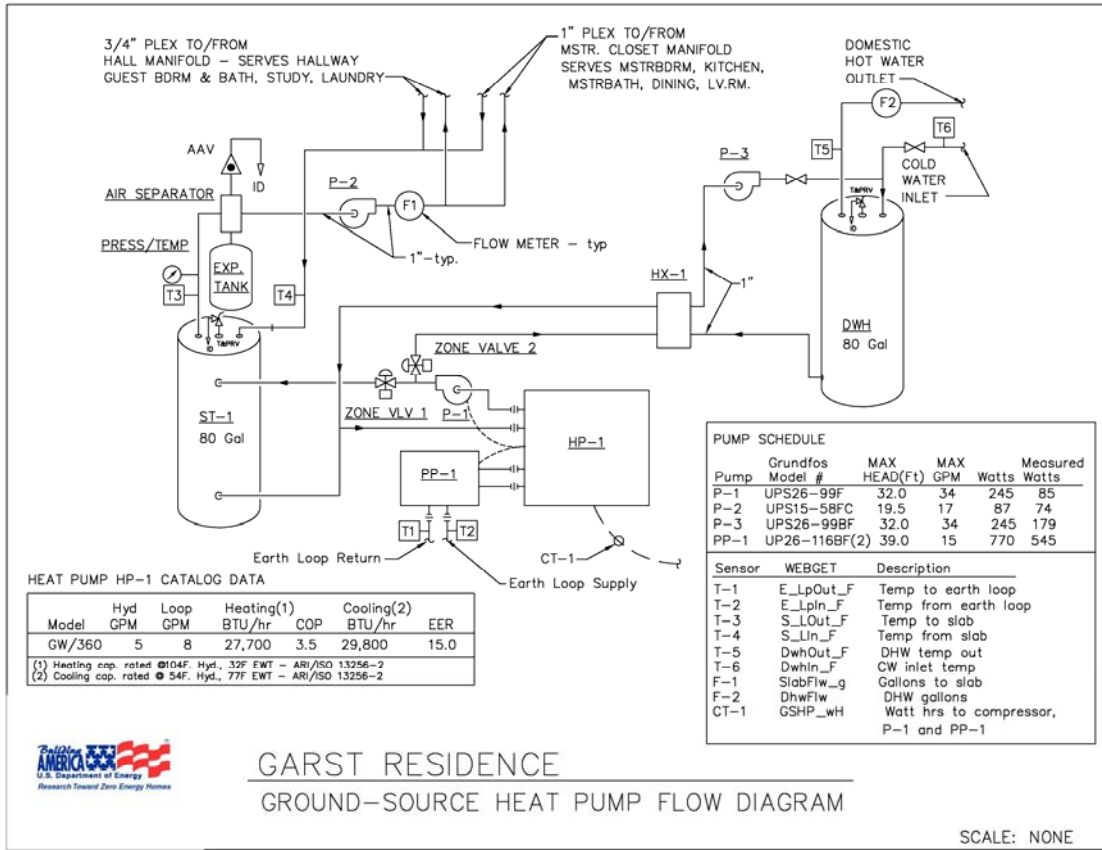 3/4" PLEX TO/FROM
HALL MANIFOLD – SERVES HALLWAY
GUEST BDRM & BATH, STUDY, LAUNDRY
1" PLEX TO/FROM
MSTR. CLOSET MANIFOLD
SERVES MSTRBDRM, KITCHEN,
MSTRBATH, DINING, LV.RM.
DOMESTIC
HOT WATER
OUTLET
F2
T6
T5
COLD
WATER
INLET
AAV
ID
AIR SEPARATOR
P-2
F1
P-3
T&PRV
ID
PRESS/TEMP
FLOW METER – typ
1"-typ.
EXP.
TANK
T3
T4
HX-1
1"
T&PRV
ID
DWH
80 Gal
ZONE VALVE 2
ST-1
80 Gal
ZONE VLV 1
P-1
HP-1
PP-1
T1
T2
CT-1
Earth Loop Return
Earth Loop Supply
PUMP SCHEDULE
Pump Grundfos Model # MAX HEAD(Ft) MAX GPM Watts Measured Watts
P-1 UPS26-99F 32.0 34 245 85
P-2 UPS15-58FC 19.5 17 87 74
P-3 UPS26-99BF 32.0 34 245 179
PP-1 UP26-116BF(2) 39.0 15 770 545
Sensor WEBGET Description
T-1 E_LpOut_F Temp to earth loop
T-2 E_LpIn_F Temp from earth loop
T-3 S_LOut_F Temp to slab
T-4 S_LIn_F Temp from slab
T-5 DwhOut_F DHW temp out
T-6 DwhIn_F CW inlet temp
F-1 SlabFlw_g Gallons to slab
F-2 DhwFlw DHW gallons
CT-1 GSHP_wH Watt hrs to compressor,
P-1 and PP-1
HEAT PUMP HP-1 CATALOG DATA
Model Hyd GPM Loop GPM Heating(1) BTU/hr COP Cooling(2) BTU/hr EER
GW/360 5 8 27,700 3.5 29,800 15.0
(1) Heating cap. rated @104F. Hyd., 32F EWT – ARI/ISO 13256-2
(2) Cooling cap. rated @ 54F. Hyd., 77F EWT – ARI/ISO 13256-2
Building
AMERICA
U.S. Department of Energy
Research Toward Zero Energy Homes
GARST RESIDENCE
GROUND-SOURCE HEAT PUMP FLOW DIAGRAM
SCALE: NONE